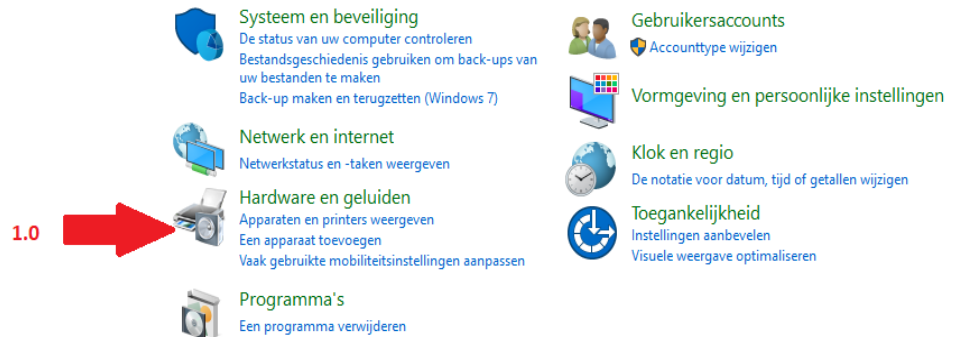 Systeem en beveiliging
De status van uw computer controleren
Bestandsgeschiedenis gebruiken om back-ups van
uw bestanden te maken
Back-up maken en terugzetten (Windows 7)
Netwerk en internet
Netwerkstatus en -taken weergeven
1.0
Hardware en geluiden
Apparaten en printers weergeven
Een apparaat toevoegen
Vaak gebruikte mobiliteitsinstellingen aanpassen
Programma's
Een programma verwijderen
Gebruikersaccounts
Accounttype wijzigen
Vormgeving en persoonlijke instellingen
Klok en regio
De notatie voor datum, tijd of getallen wijzigen
Toegankelijkheid
Instellingen aanbevelen
Visuele weergave optimaliseren